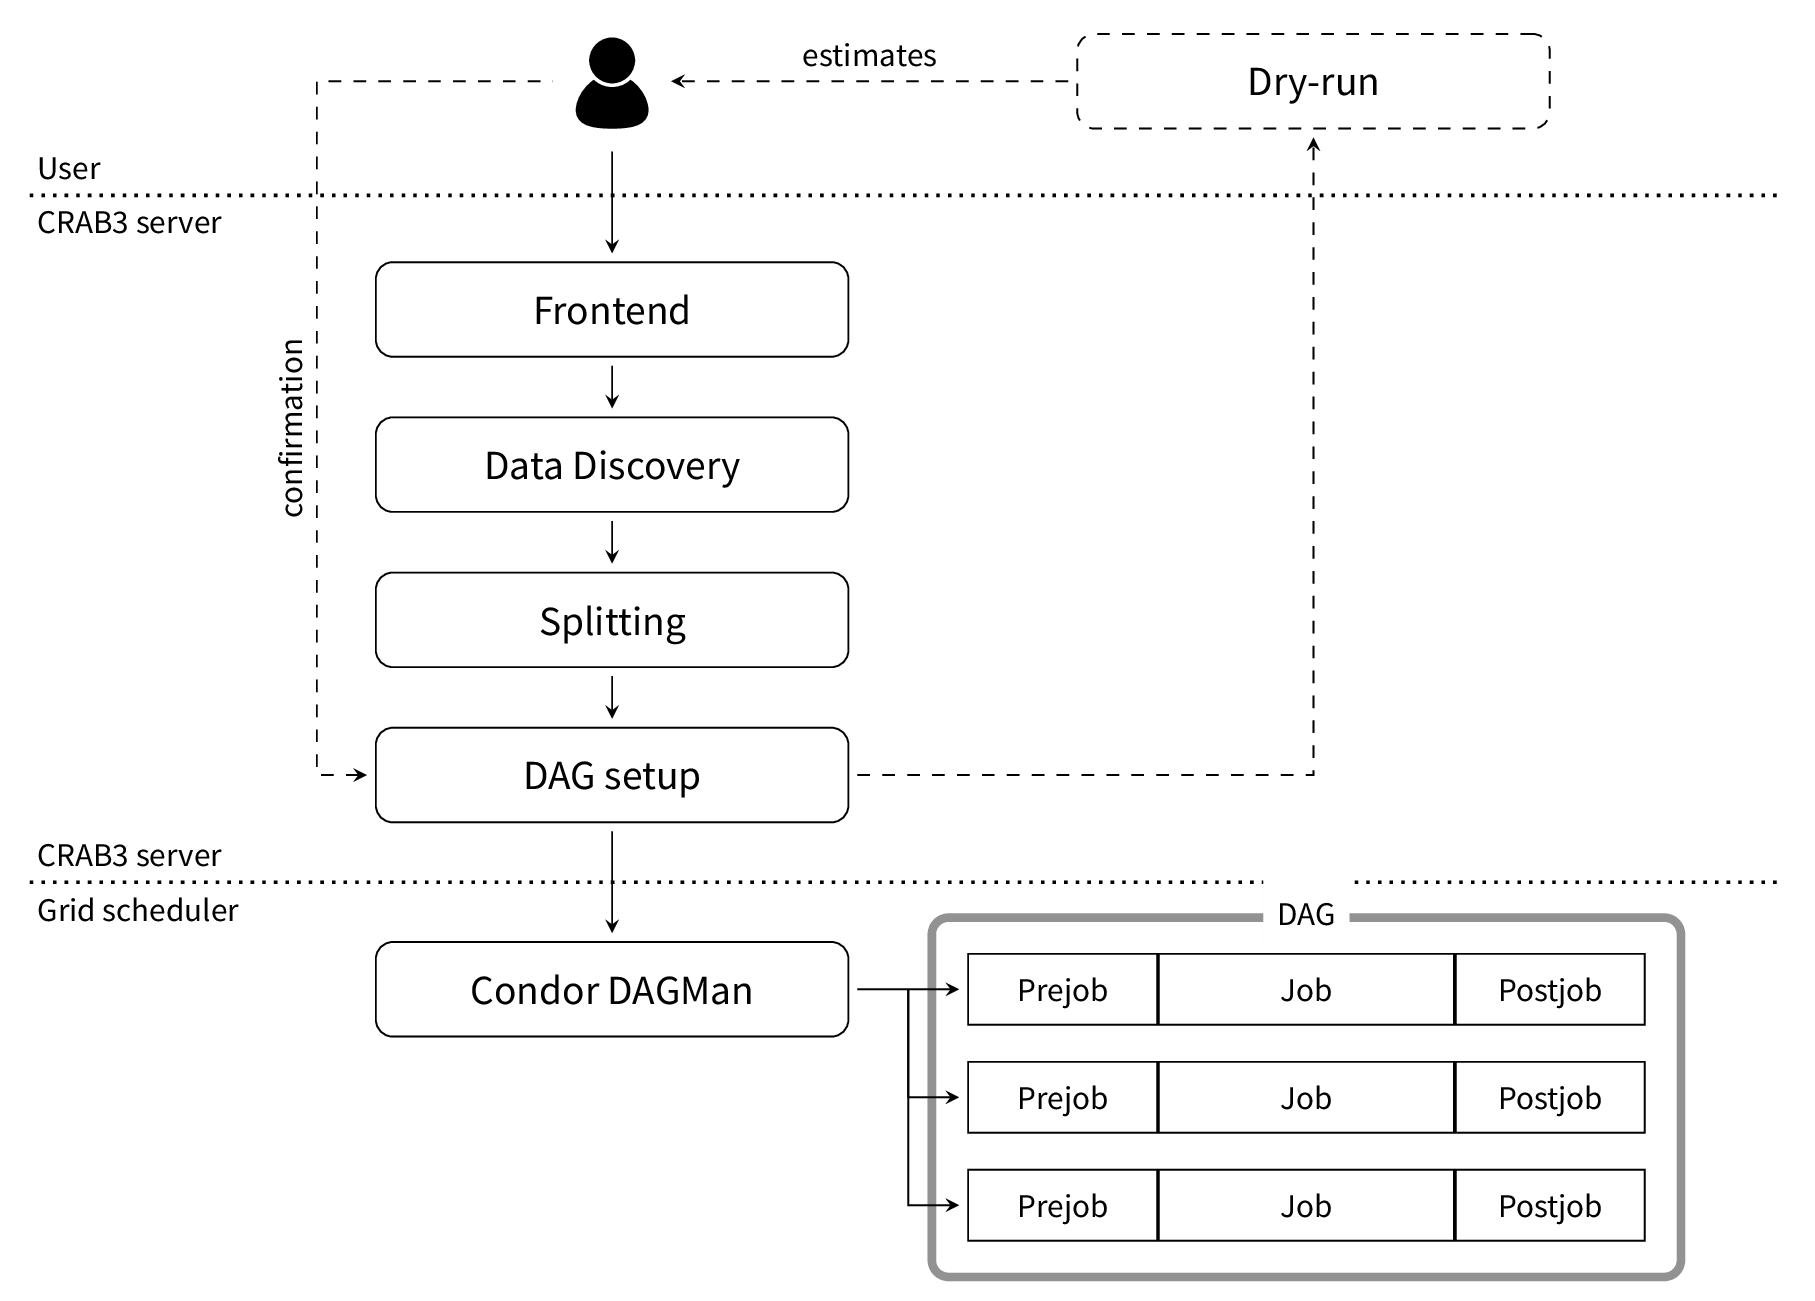 estimates
Dry-run
User
CRAB3 server
Frontend
confirmation
Data Discovery
Splitting
DAG setup
CRAB3 server
Grid scheduler
DAG
Condor DAGMan
Prejob Job Postjob
Prejob Job Postjob
Prejob Job Postjob